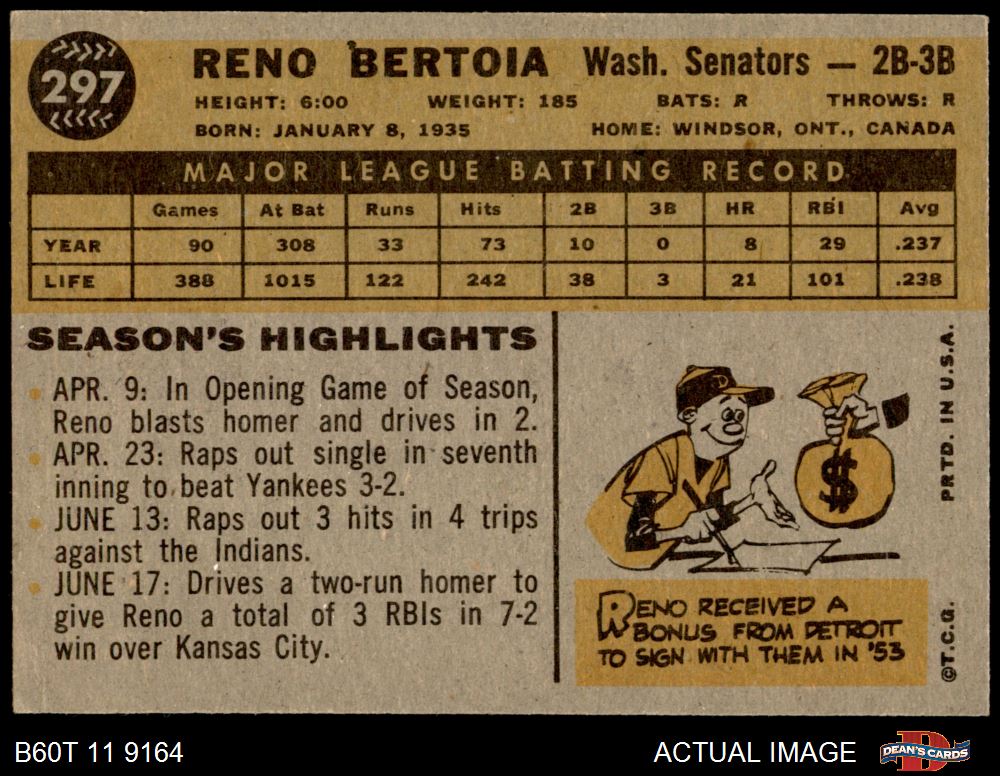 297
RENO BERTOIA Wash. Senators — 2B-3B
HEIGHT: 6:00 WEIGHT: 185 BATS: R THROWS: R
BORN: JANUARY 8, 1935 HOME: WINDSOR, ONT., CANADA
MAJOR LEAGUE BATTING RECORD
Games At Bat Runs Hits 2B 3B HR RBI Avg
YEAR 90 308 33 73 10 0 8 29 .237
LIFE 388 1015 122 242 38 3 21 101 .238
SEASON'S HIGHLIGHTS
• APR. 9: In Opening Game of Season,
Reno blasts homer and drives in 2.
• APR. 23: Raps out single in seventh
inning to beat Yankees 3-2.
• JUNE 13: Raps out 3 hits in 4 trips
against the Indians.
• JUNE 17: Drives a two-run homer to
give Reno a total of 3 RBIs in 7-2
win over Kansas City.
$
RENO RECEIVED A
BONUS FROM DETROIT
TO SIGN WITH THEM IN '53
©T.C.G. PRTD. IN U.S.A.
B60T 11 9164 ACTUAL IMAGE
D
DEAN'S CARDS